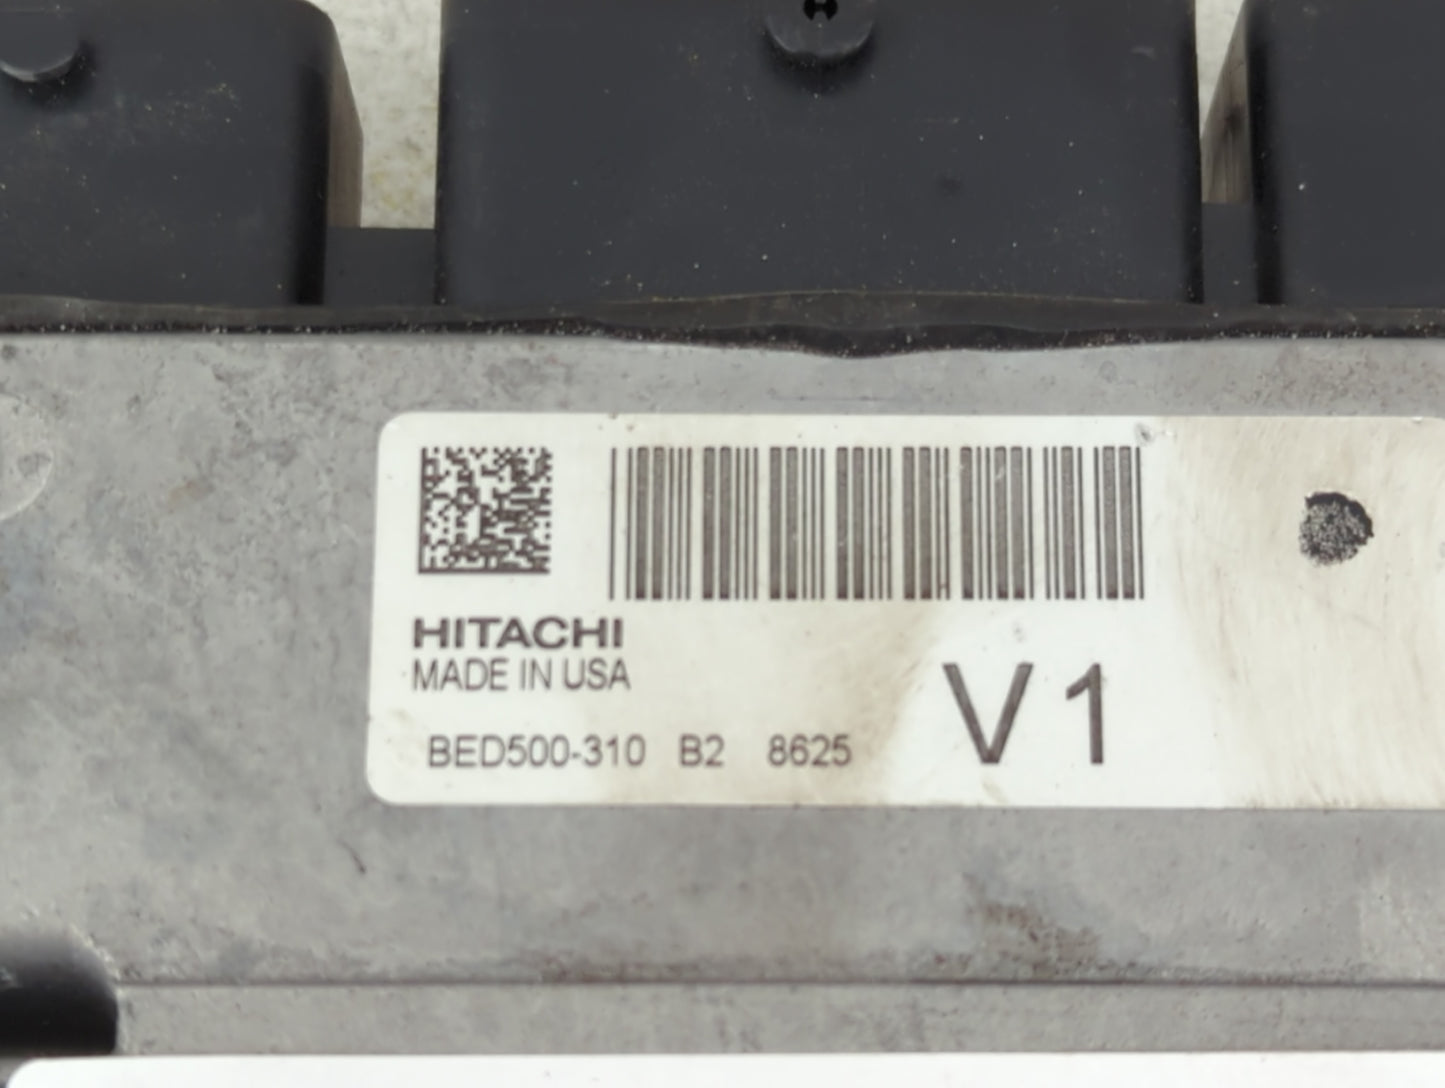 HITACHI
MADE IN USA
BED500-310 B2 8625 V1